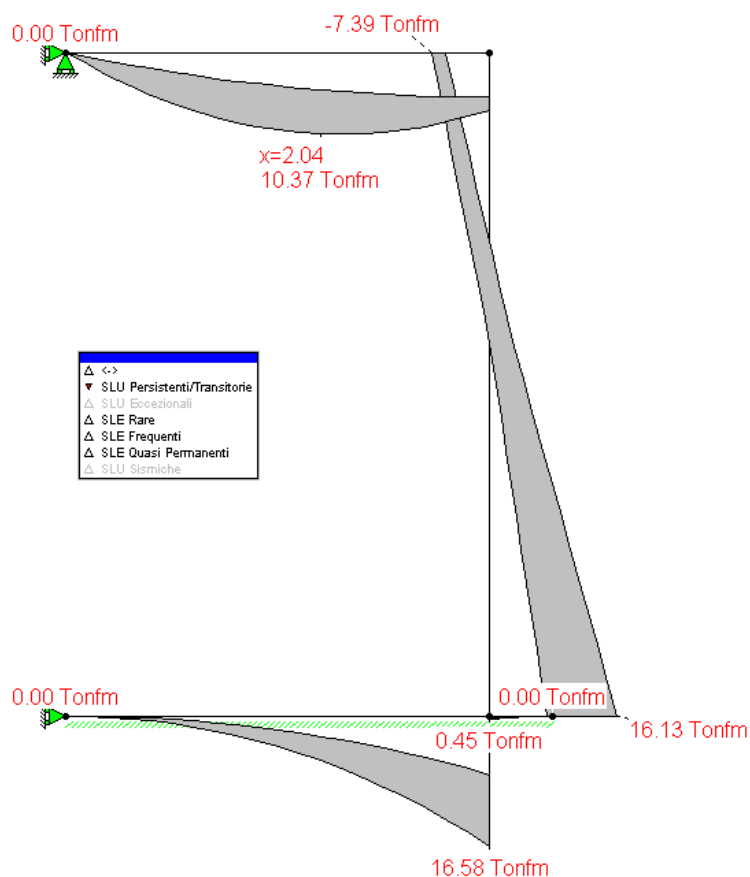 0.00 Tonfm
-7.39 Tonfm
x=2.04
10.37 Tonfm
<->
SLU Persistenti/Transitorie
SLU Eccezionali
SLE Rare
SLE Frequenti
SLE Quasi Permanenti
SLU Sismiche
0.00 Tonfm
0.00 Tonfm
0.45 Tonfm
16.13 Tonfm
16.58 Tonfm